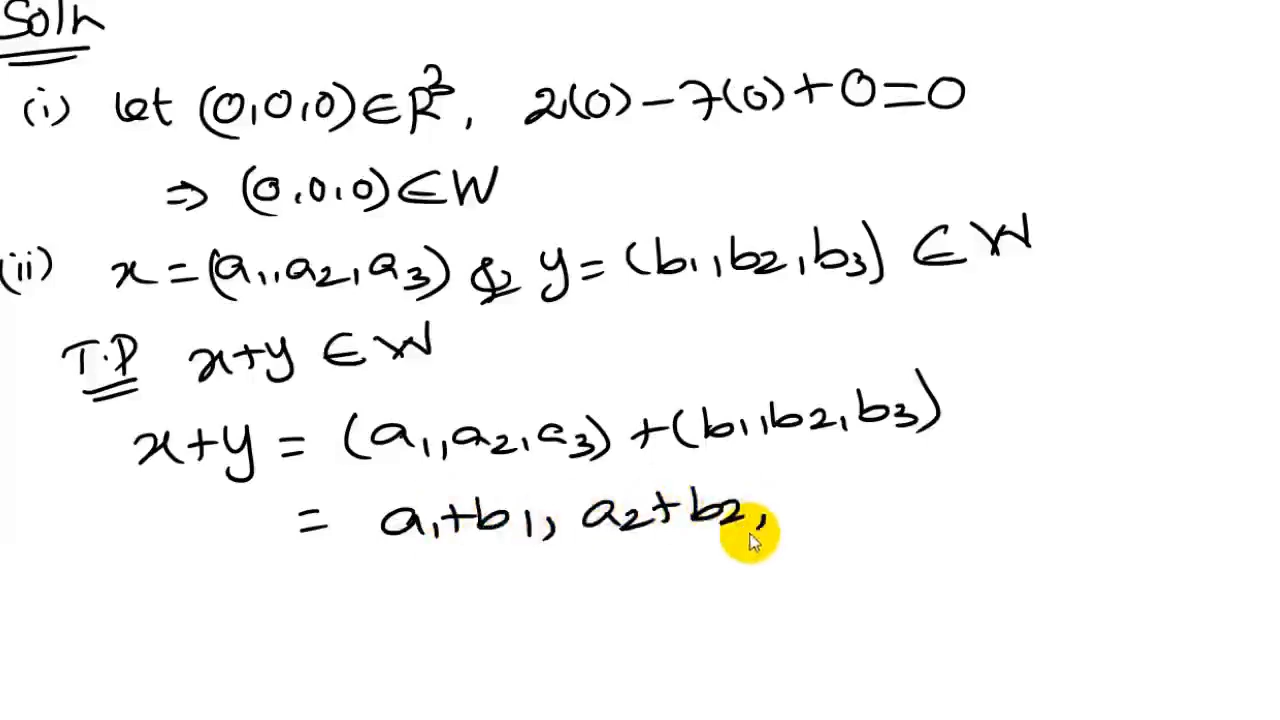 Soln
(i) let (0,0,0) ∈ R³, 2(0) - 7(0) + 0 = 0
⇒ (0,0,0) ∈ W
(ii) x = (a₁, a₂, a₃) & y = (b₁, b₂, b₃) ∈ W
T.P x+y ∈ W
x+y = (a₁, a₂, a₃) + (b₁, b₂, b₃)
= a₁+b₁, a₂+b₂,